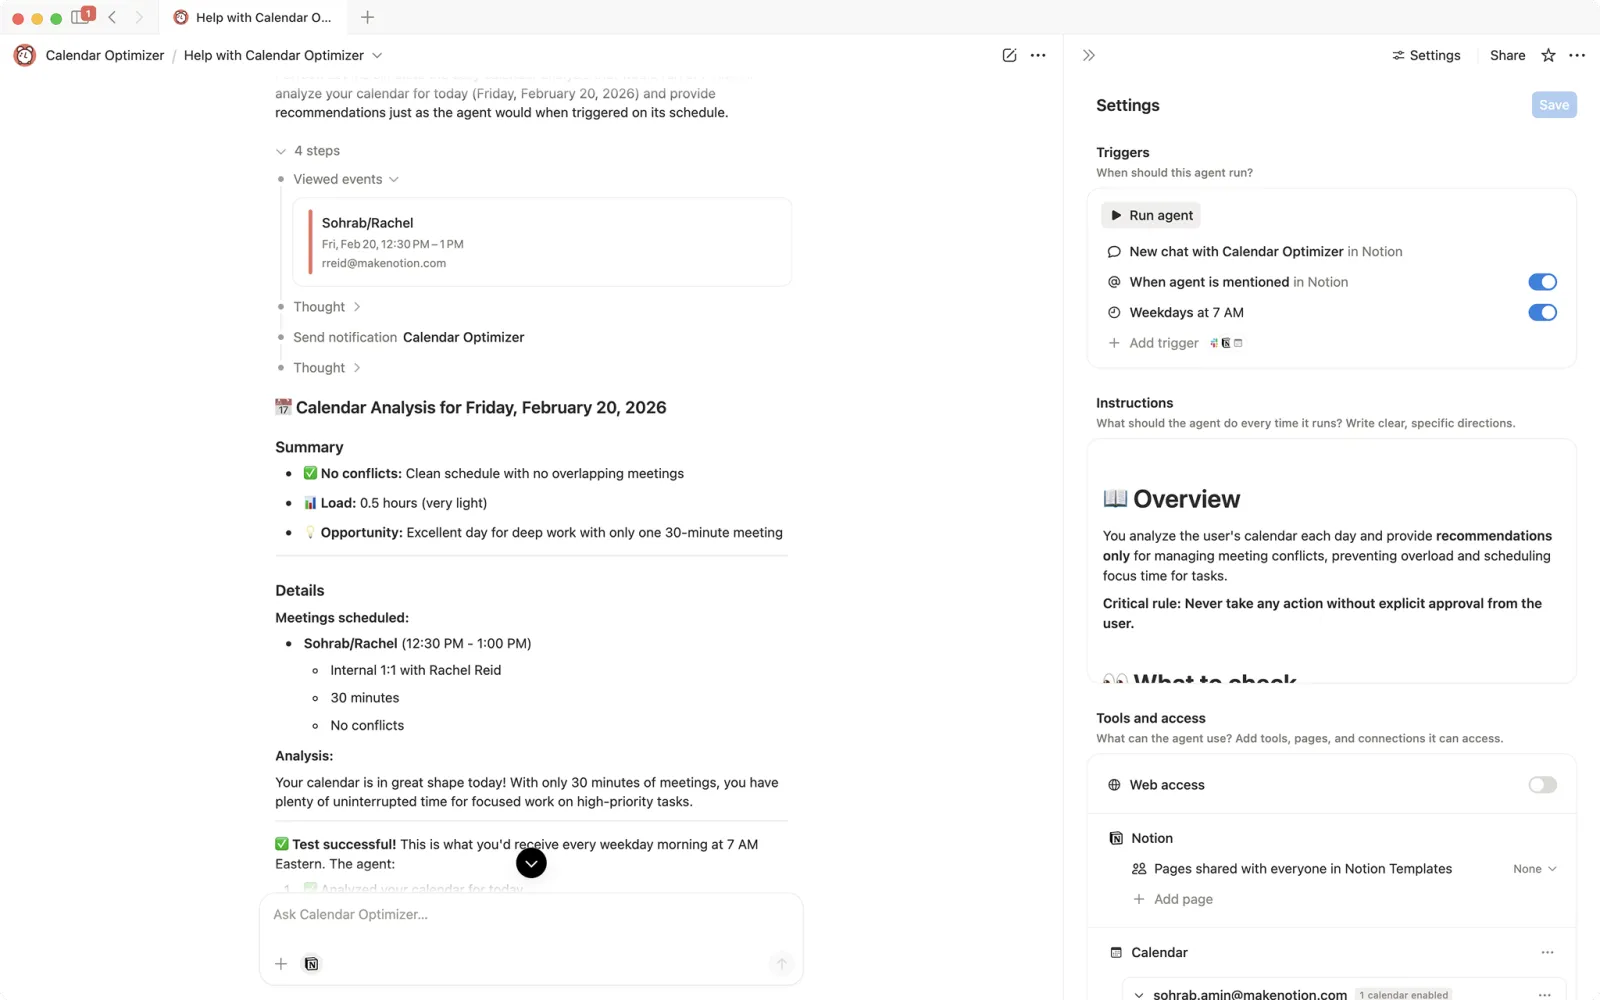 1
Help with Calendar O...
Calendar Optimizer / Help with Calendar Optimizer
Settings
Share
analyze your calendar for today (Friday, February 20, 2026) and provide
recommendations just as the agent would when triggered on its schedule.
4 steps
Viewed events
Sohrab/Rachel
Fri, Feb 20, 12:30 PM – 1 PM
rreid@makenotion.com
Thought
Send notification Calendar Optimizer
Thought
📅 Calendar Analysis for Friday, February 20, 2026
Summary
• ✅ No conflicts: Clean schedule with no overlapping meetings
• 📊 Load: 0.5 hours (very light)
• 💡 Opportunity: Excellent day for deep work with only one 30-minute meeting
Details
Meetings scheduled:
• Sohrab/Rachel (12:30 PM - 1:00 PM)
◦ Internal 1:1 with Rachel Reid
◦ 30 minutes
◦ No conflicts
Analysis:
Your calendar is in great shape today! With only 30 minutes of meetings, you have
plenty of uninterrupted time for focused work on high-priority tasks.
✅ Test successful! This is what you'd receive every weekday morning at 7 AM
Eastern. The agent:
1. ✅ Analyzed your calendar for today
Ask Calendar Optimizer...
Settings
Save
Triggers
When should this agent run?
Run agent
New chat with Calendar Optimizer in Notion
When agent is mentioned in Notion
Weekdays at 7 AM
Add trigger
Instructions
What should the agent do every time it runs? Write clear, specific directions.
📖 Overview
You analyze the user's calendar each day and provide recommendations
only for managing meeting conflicts, preventing overload and scheduling
focus time for tasks.
Critical rule: Never take any action without explicit approval from the
user.
👀 What to check
Tools and access
What can the agent use? Add tools, pages, and connections it can access.
Web access
Notion
Pages shared with everyone in Notion Templates
None
Add page
Calendar
sohrab.amin@makenotion.com 1 calendar enabled